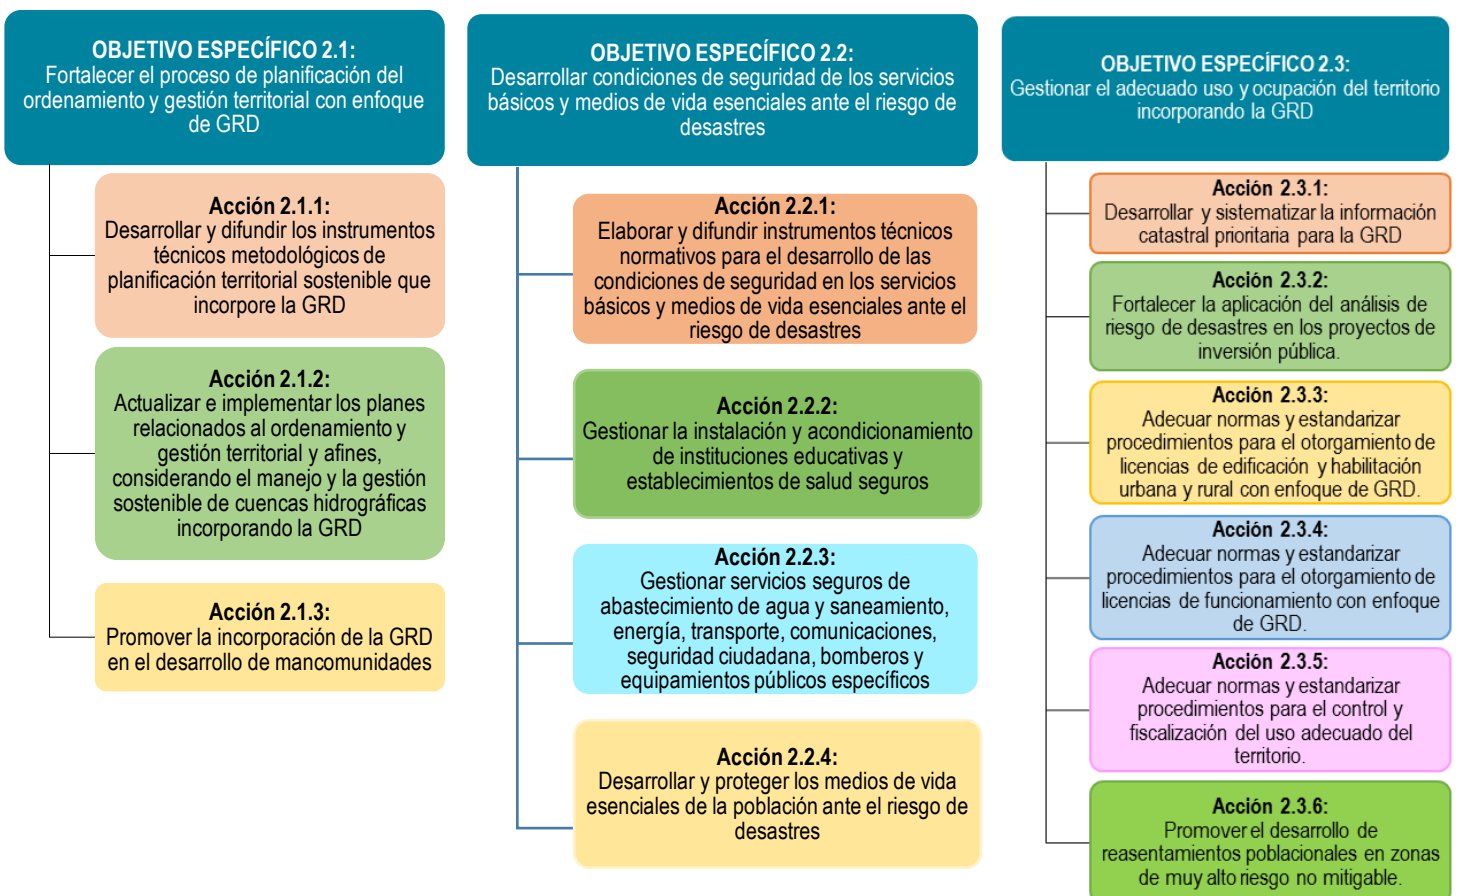 OBJETIVO ESPECÍFICO 2.1:
Fortalecer el proceso de planificación del
ordenamiento y gestión territorial con enfoque
de GRD
Acción 2.1.1:
Desarrollar y difundir los instrumentos
técnicos metodológicos de
planificación territorial sostenible que
incorpore la GRD
Acción 2.1.2:
Actualizar e implementar los planes
relacionados al ordenamiento y
gestión territorial y afines,
considerando el manejo y la gestión
sostenible de cuencas hidrográficas
incorporando la GRD
Acción 2.1.3:
Promover la incorporación de la GRD
en el desarrollo de mancomunidades
OBJETIVO ESPECÍFICO 2.2:
Desarrollar condiciones de seguridad de los servicios
básicos y medios de vida esenciales ante el riesgo de
desastres
Acción 2.2.1:
Elaborar y difundir instrumentos técnicos
normativos para el desarrollo de las
condiciones de seguridad en los servicios
básicos y medios de vida esenciales ante el
riesgo de desastres
Acción 2.2.2:
Gestionar la instalación y acondicionamiento
de instituciones educativas y
establecimientos de salud seguros
Acción 2.2.3:
Gestionar servicios seguros de
abastecimiento de agua y saneamiento,
energía, transporte, comunicaciones,
seguridad ciudadana, bomberos y
equipamientos públicos específicos
Acción 2.2.4:
Desarrollar y proteger los medios de vida
esenciales de la población ante el riesgo de
desastres
OBJETIVO ESPECÍFICO 2.3:
Gestionar el adecuado uso y ocupación del territorio
incorporando la GRD
Acción 2.3.1:
Desarrollar y sistematizar la información
catastral prioritaria para la GRD
Acción 2.3.2:
Fortalecer la aplicación del análisis de
riesgo de desastres en los proyectos de
inversión pública.
Acción 2.3.3:
Adecuar normas y estandarizar
procedimientos para el otorgamiento de
licencias de edificación y habilitación
urbana y rural con enfoque de GRD.
Acción 2.3.4:
Adecuar normas y estandarizar
procedimientos para el otorgamiento de
licencias de funcionamiento con enfoque
de GRD.
Acción 2.3.5:
Adecuar normas y estandarizar
procedimientos para el control y
fiscalización del uso adecuado del
territorio.
Acción 2.3.6:
Promover el desarrollo de
reasentamientos poblacionales en zonas
de muy alto riesgo no mitigable.